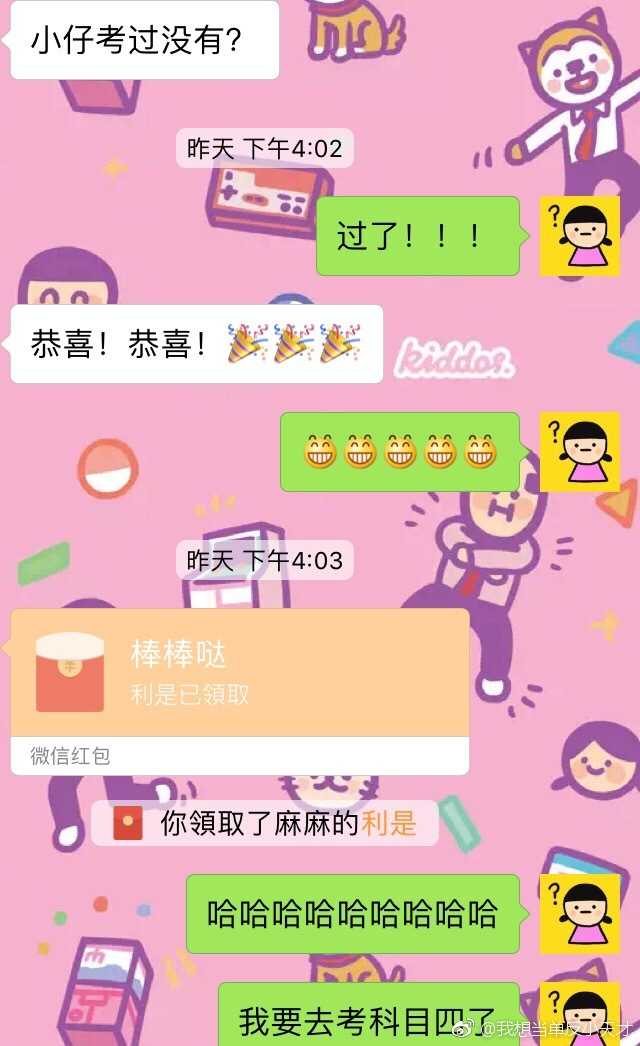 小仔考过没有？
昨天 下午4:02
过了！！！
恭喜！恭喜！🎉🎉🎉
kiddos.
😁😁😁😁😁
昨天 下午4:03
棒棒哒
利是已領取
微信红包
你領取了麻麻的利是
哈哈哈哈哈哈哈哈哈
我要去考科目四了
@我想当单反小天才